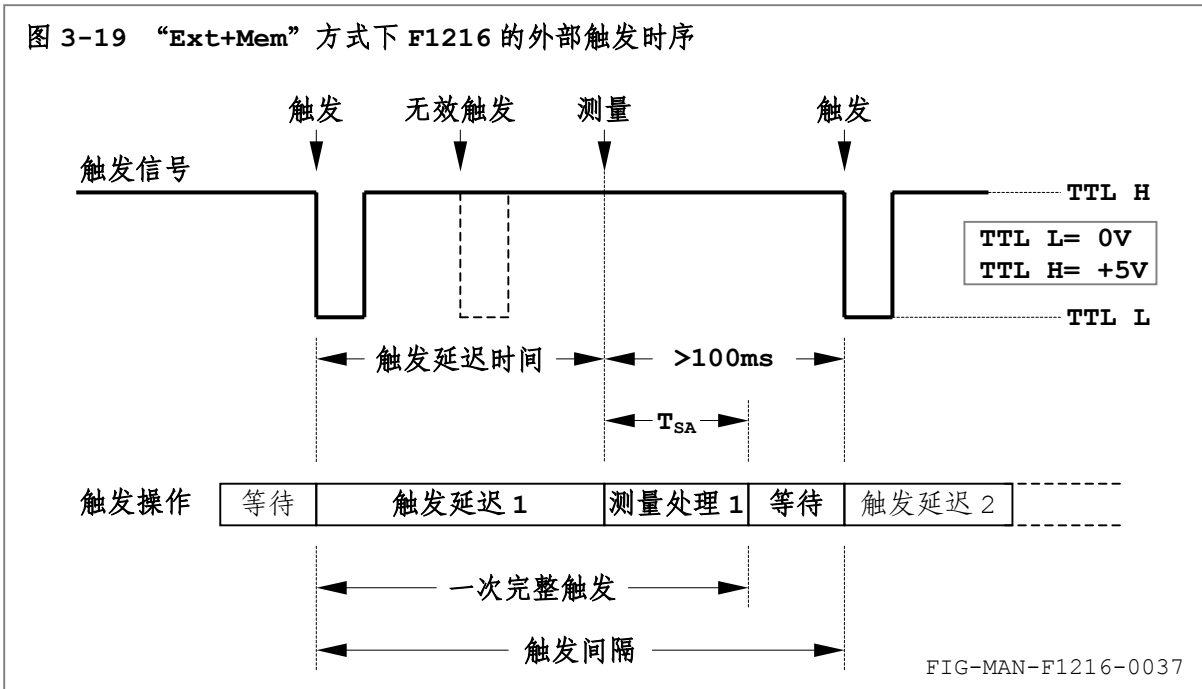 图 3-19 “Ext+Mem”方式下 F1216 的外部触发时序
触发 无效触发 测量 触发
触发信号
TTL H
TTL L= 0V
TTL H= +5V
TTL L
触发延迟时间 >100ms
TSA
触发操作 等待 触发延迟 1 测量处理 1 等待 触发延迟 2
一次完整触发
触发间隔
FIG-MAN-F1216-0037